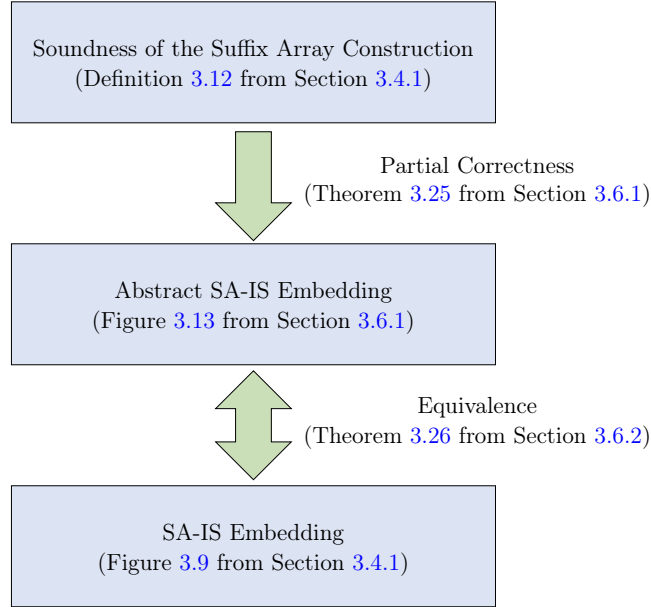 Soundness of the Suffix Array Construction
(Definition 3.12 from Section 3.4.1)
Partial Correctness
(Theorem 3.25 from Section 3.6.1)
Abstract SA-IS Embedding
(Figure 3.13 from Section 3.6.1)
Equivalence
(Theorem 3.26 from Section 3.6.2)
SA-IS Embedding
(Figure 3.9 from Section 3.4.1)